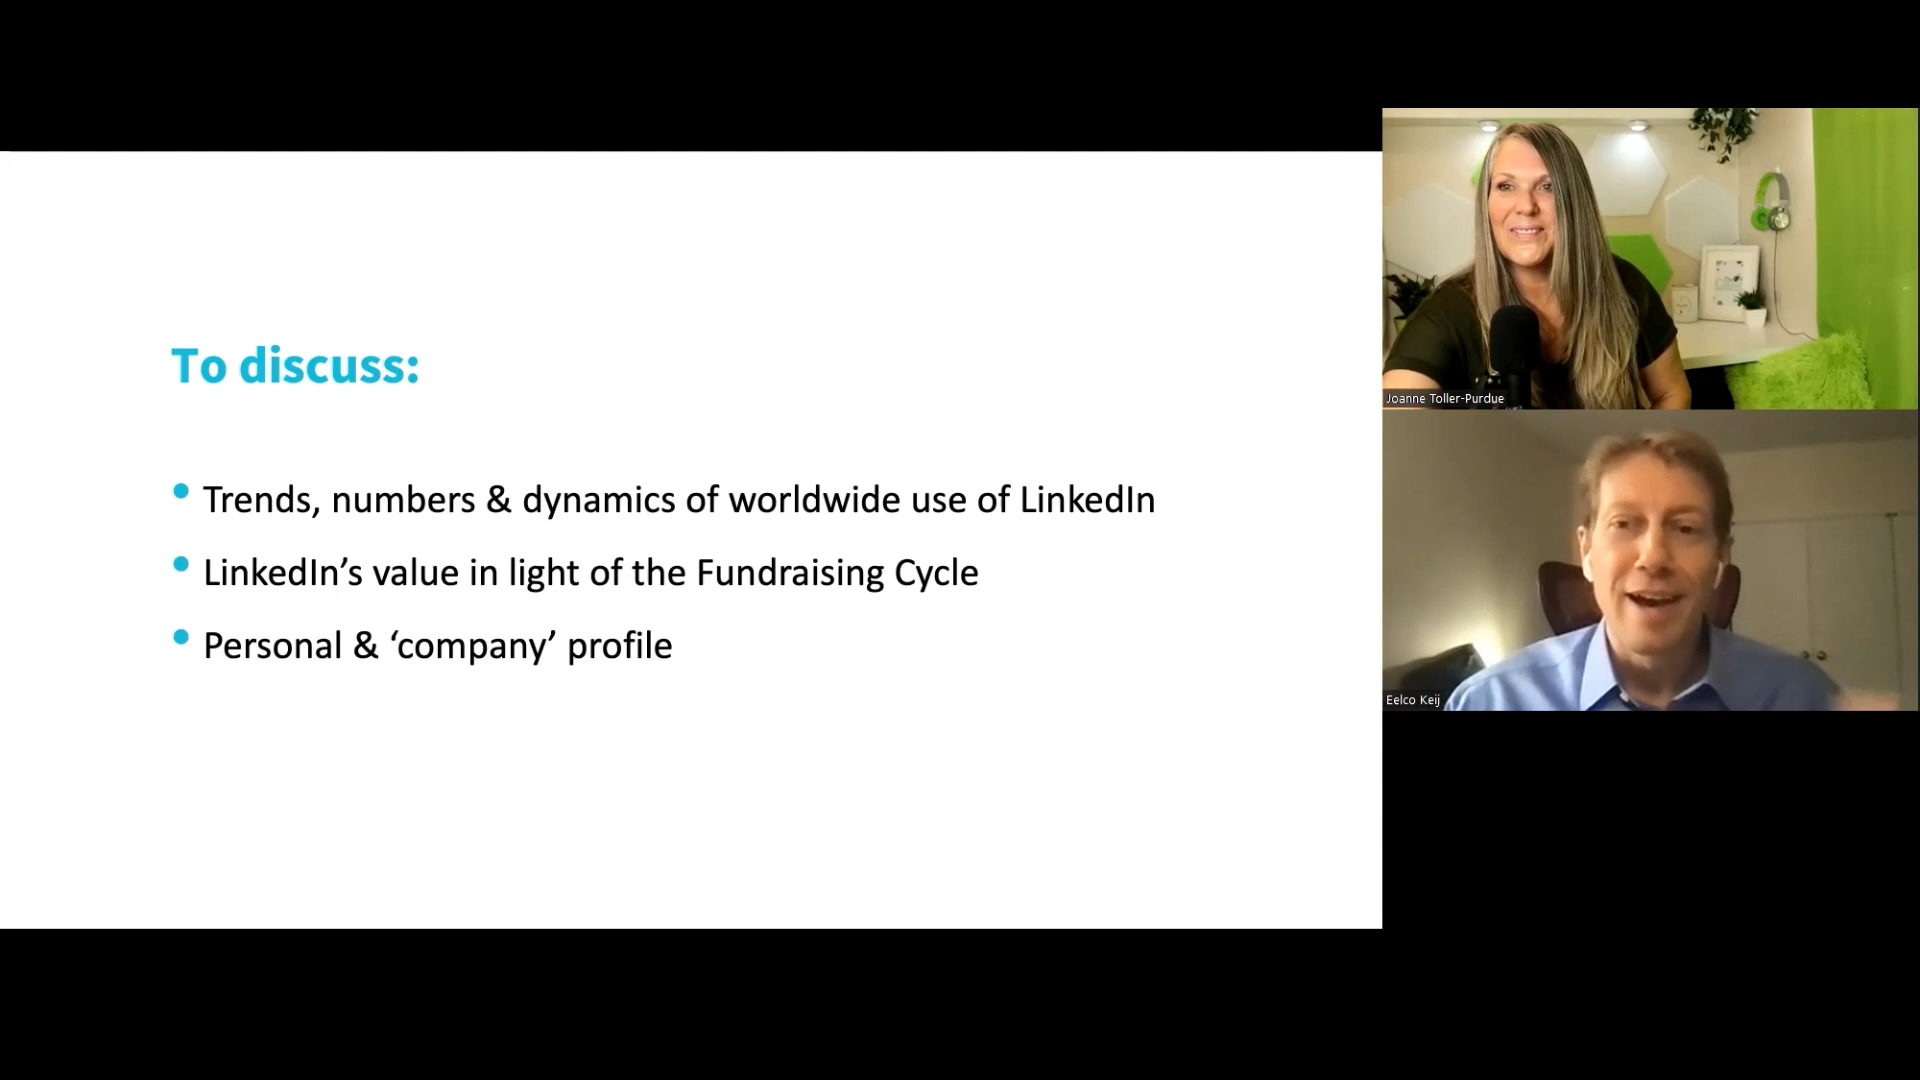 To discuss:
• Trends, numbers & dynamics of worldwide use of LinkedIn
• LinkedIn’s value in light of the Fundraising Cycle
• Personal & ‘company’ profile
Joanne Toller-Purdue
Eelco Keij